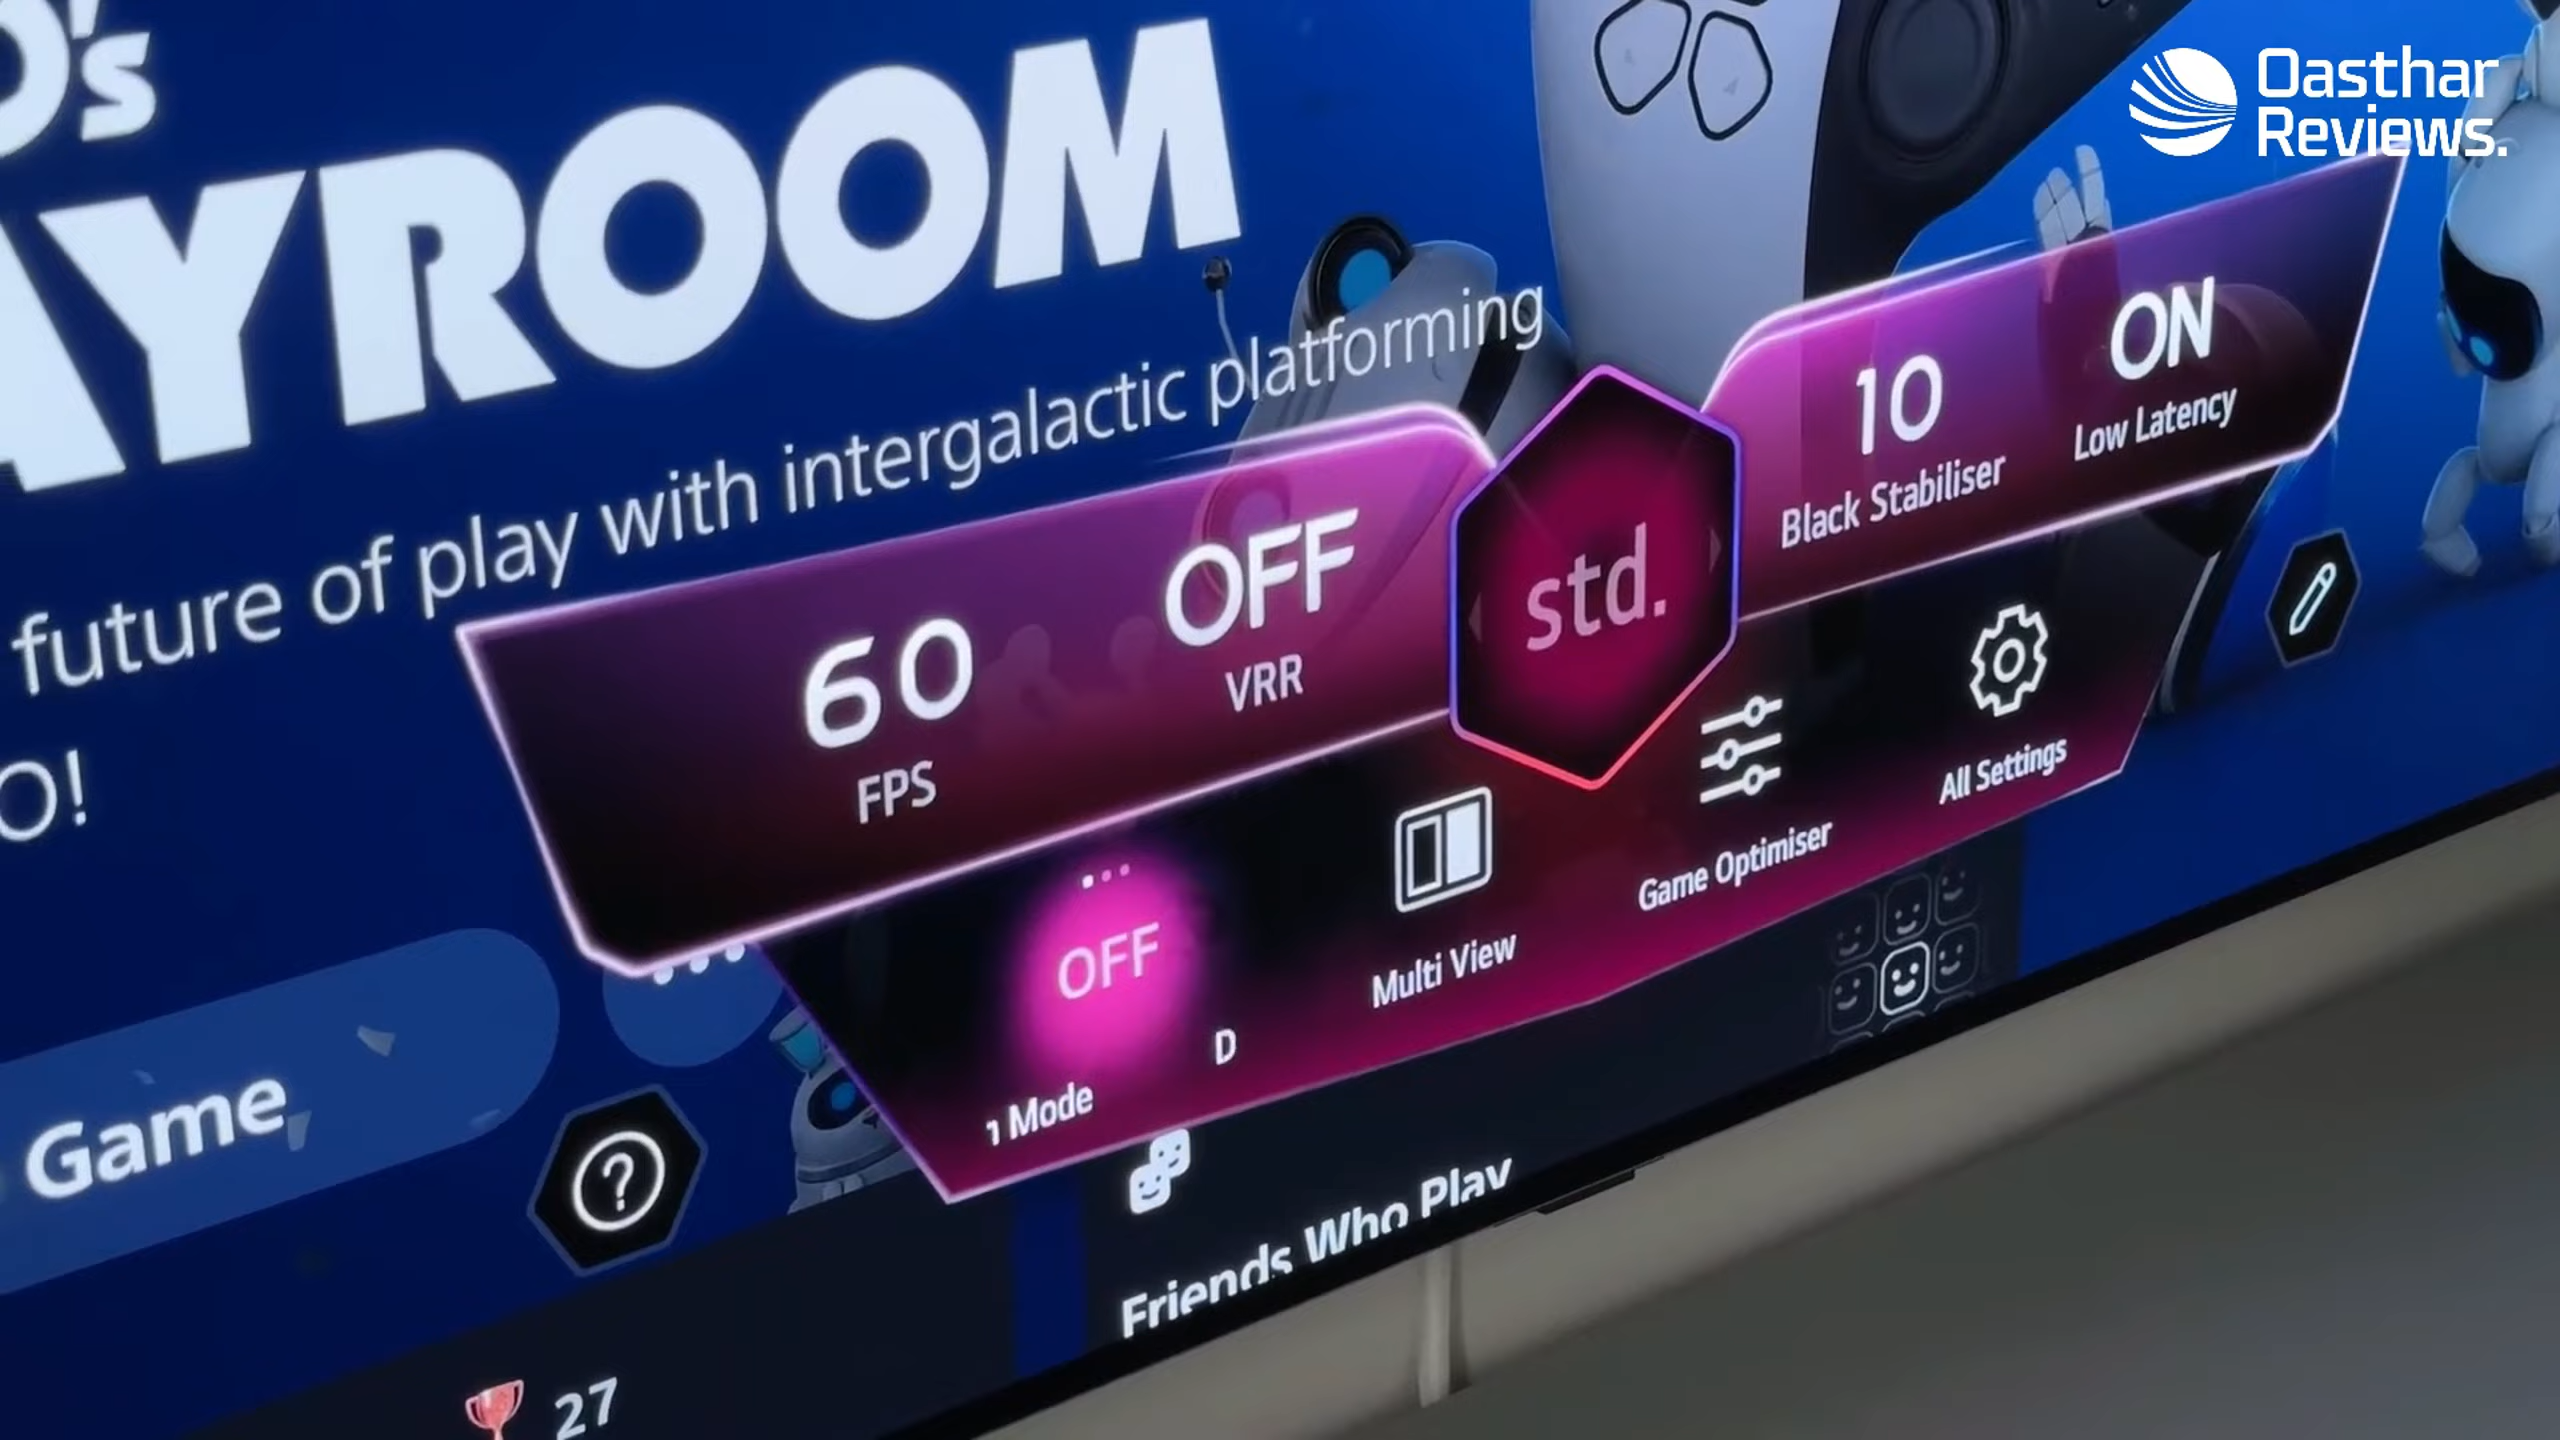 Oasthar
Reviews.
O's
AYROOM
future of play with intergalactic platforming
O!
60
FPS
OFF
VRR
std.
10
Black Stabiliser
ON
Low Latency
OFF
Mode
D
Multi View
Game Optimiser
All Settings
Game
?
Friends Who Play
27